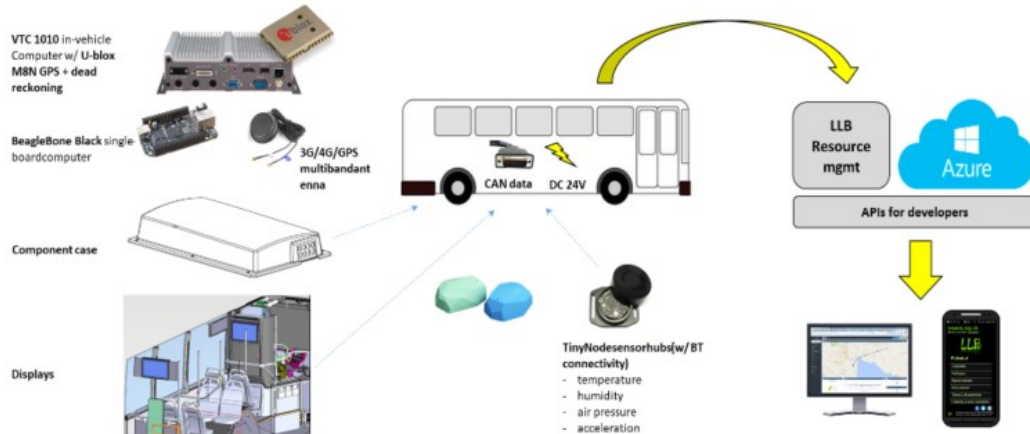 VTC 1010 in-vehicle
Computer w/ U-blox
M8N GPS + dead
reckoning
blox
BeagleBone Black single-
boardcomputer
3G/4G/GPS
multibandant
enna
Component case
Displays
CAN data
DC 24V
TinyNodesensorhubs(w/ BT
connectivity)
- temperature
- humidity
- air pressure
- acceleration
LLB
Resource
mgmt
Azure
APIs for developers
LLB